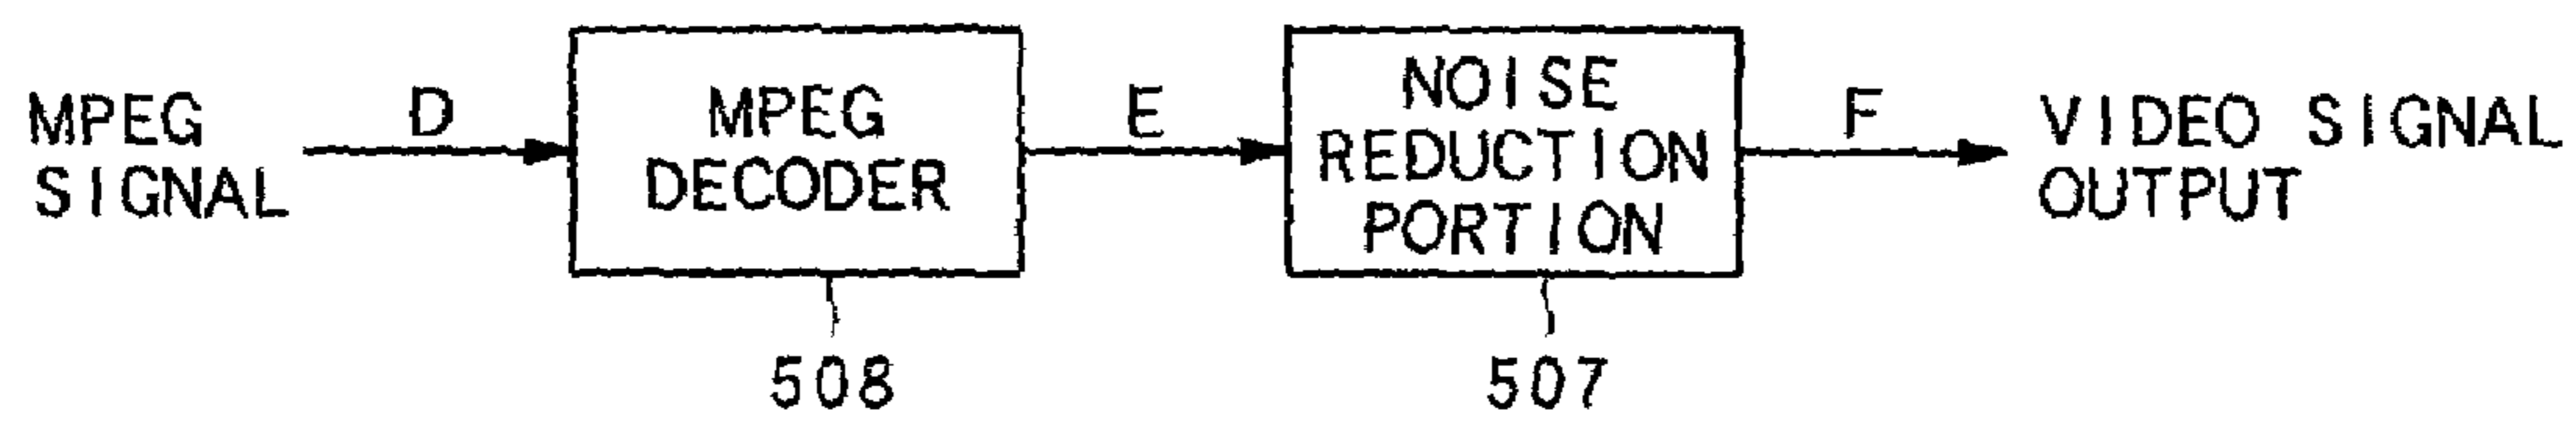 MPEG
SIGNAL
D
MPEG
DECODER
508
E
NOISE
REDUCTION
PORTION
507
F
VIDEO SIGNAL
OUTPUT